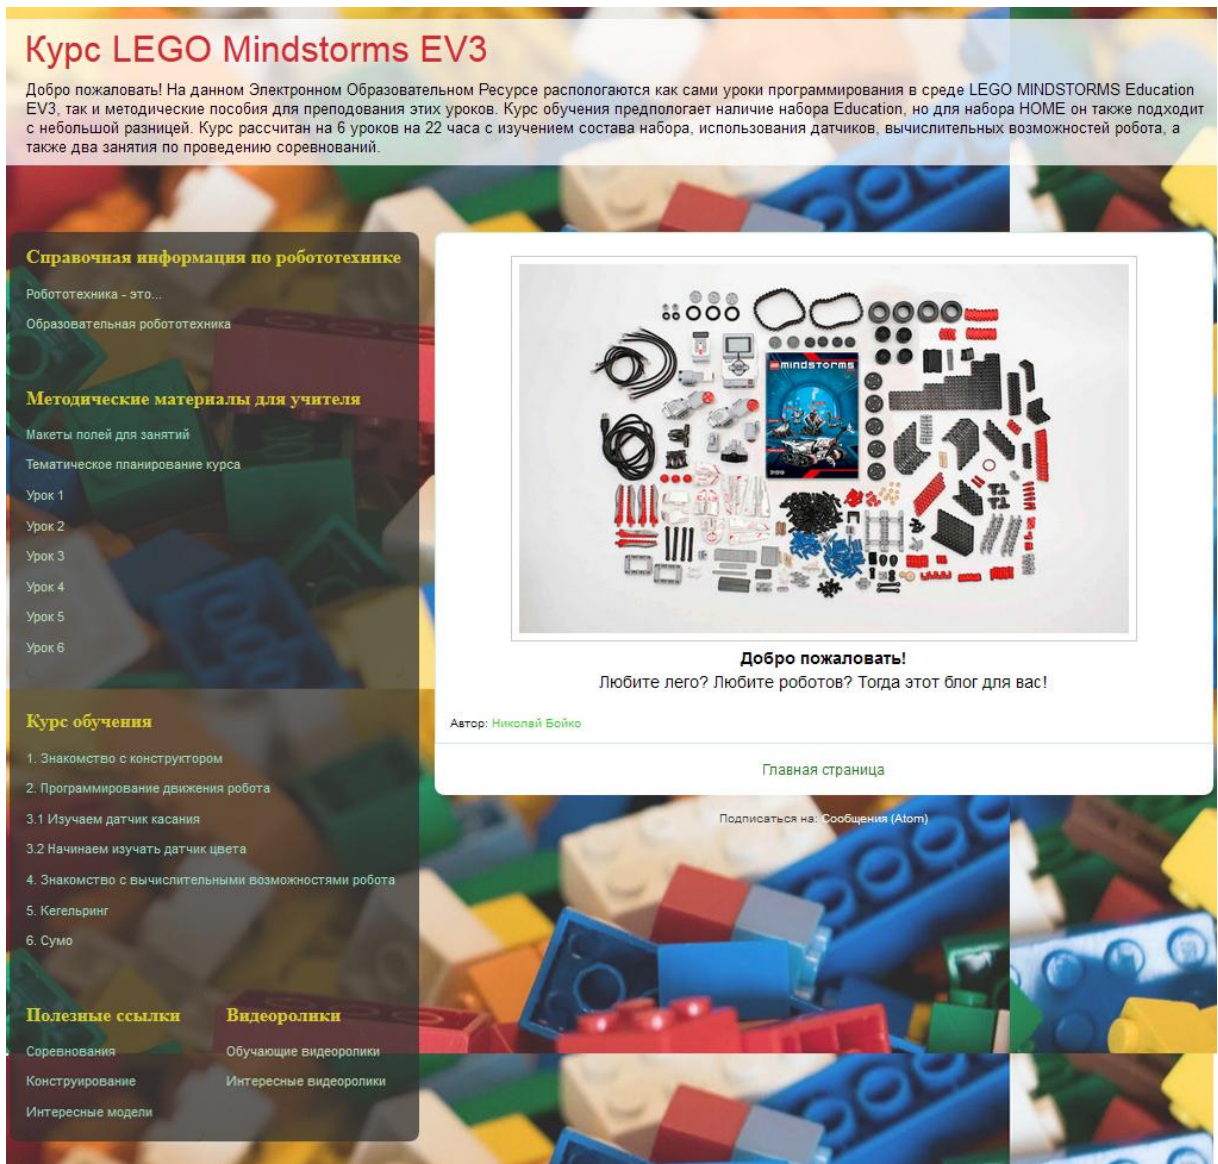 Курс LEGO Mindstorms EV3
Добро пожаловать! На данном Электронном Образовательном Ресурсе распологаются как сами уроки программирования в среде LEGO MINDSTORMS Education
EV3, так и методические пособия для преподования этих уроков. Курс обучения предпологает наличие набора Education, но для набора HOME он также подходит
с небольшой разницей. Курс рассчитан на 6 уроков на 22 часа с изучением состава набора, использования датчиков, вычислительных возможностей робота, а
также два занятия по проведению соревнований.
Справочная информация по робототехнике
Робототехника - это...
Образовательная робототехника
Методические материалы для учителя
Макеты полей для занятий
Тематическое планирование курса
Урок 1
Урок 2
Урок 3
Урок 4
Урок 5
Урок 6
Курс обучения
1. Знакомство с конструктором
2. Программирование движения робота
3.1 Изучаем датчик касания
3.2 Начинаем изучать датчик цвета
4. Знакомство с вычислительными возможностями робота
5. Кегельринг
6. Сумо
Полезные ссылки
Соревнования
Конструирование
Интересные модели
Видеоролики
Обучающие видеоролики
Интересные видеоролики
mindstorms
Добро пожаловать!
Любите лего? Любите роботов? Тогда этот блог для вас!
Автор: Николай Бойко
Главная страница
Подписаться на: Сообщения (Atom)